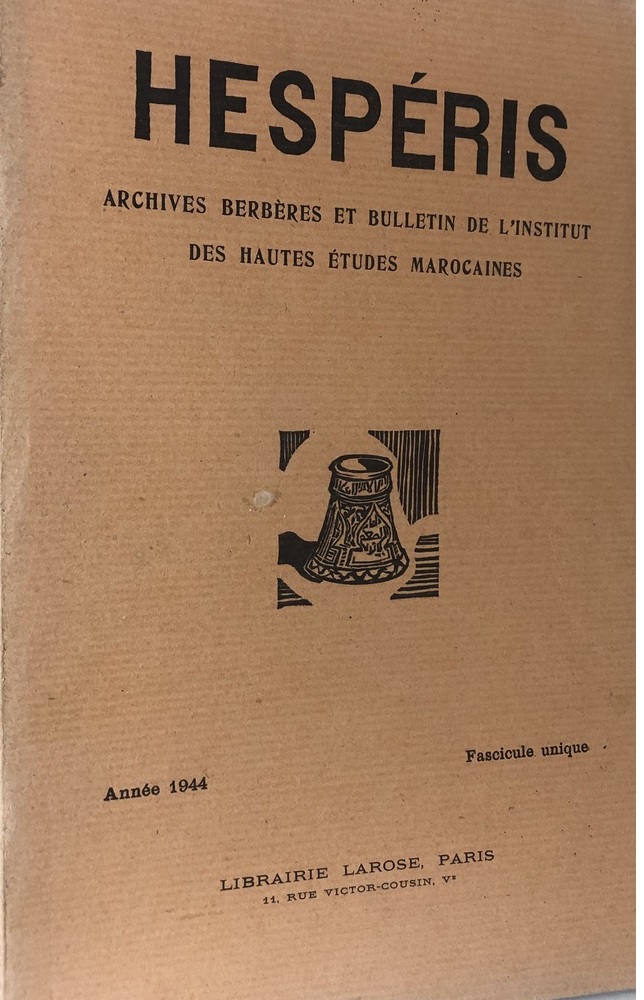 HESPÉRIS
ARCHIVES BERBÈRES ET BULLETIN DE L'INSTITUT
DES HAUTES ÉTUDES MAROCAINES
Année 1944
Fascicule unique
LIBRAIRIE LAROSE, PARIS
11, RUE VICTOR-COUSIN, Vᵉ